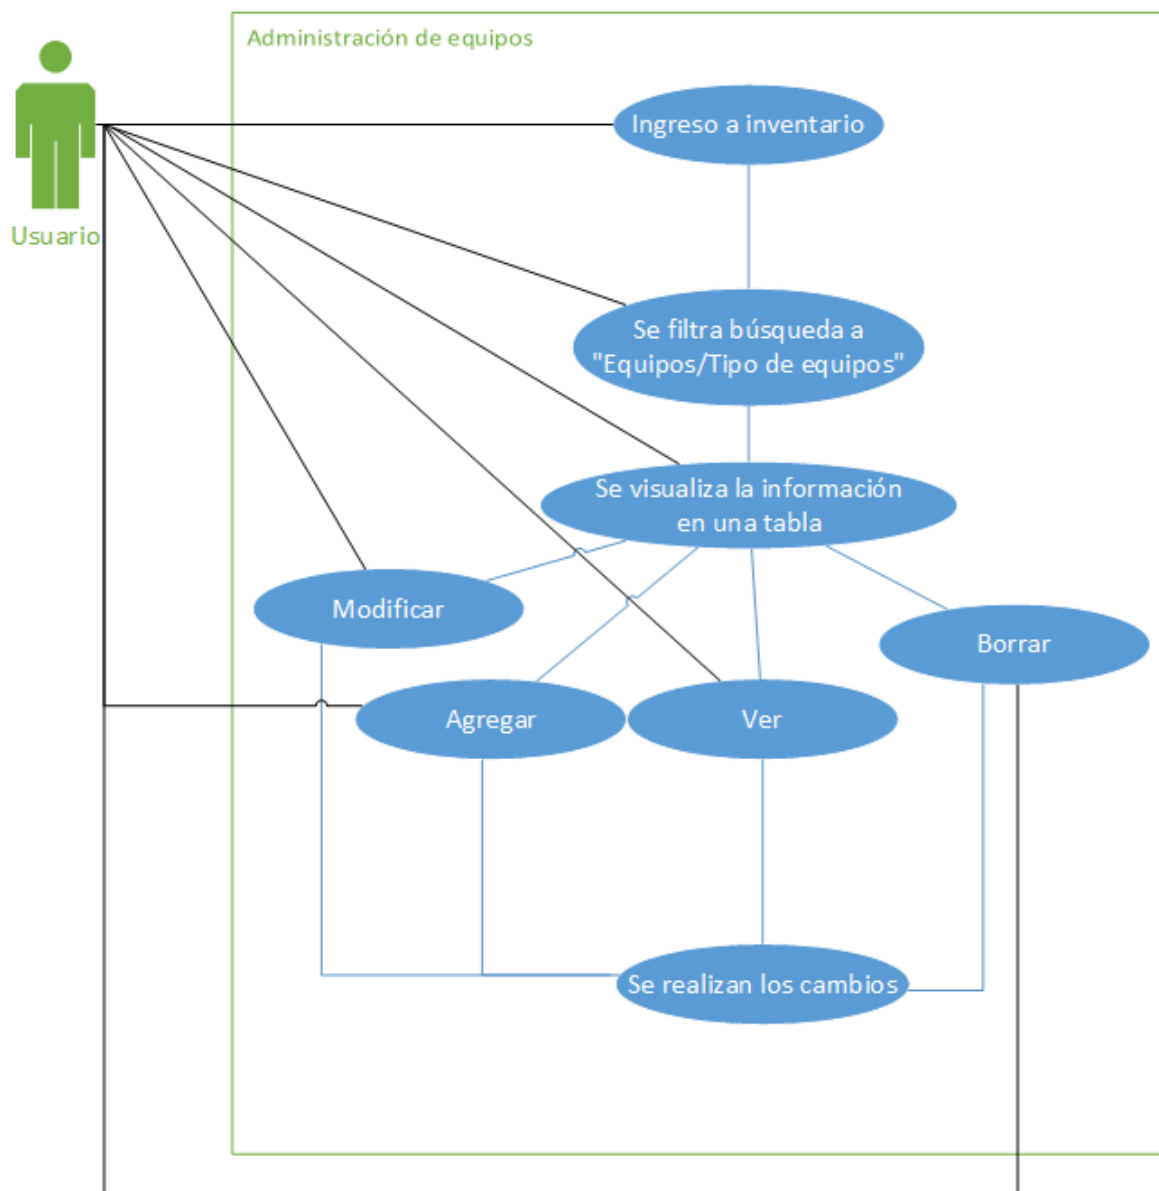 Administración de equipos
Usuario
Ingreso a inventario
Se filtra búsqueda a
"Equipos/Tipo de equipos"
Se visualiza la información
en una tabla
Modificar
Borrar
Agregar
Ver
Se realizan los cambios